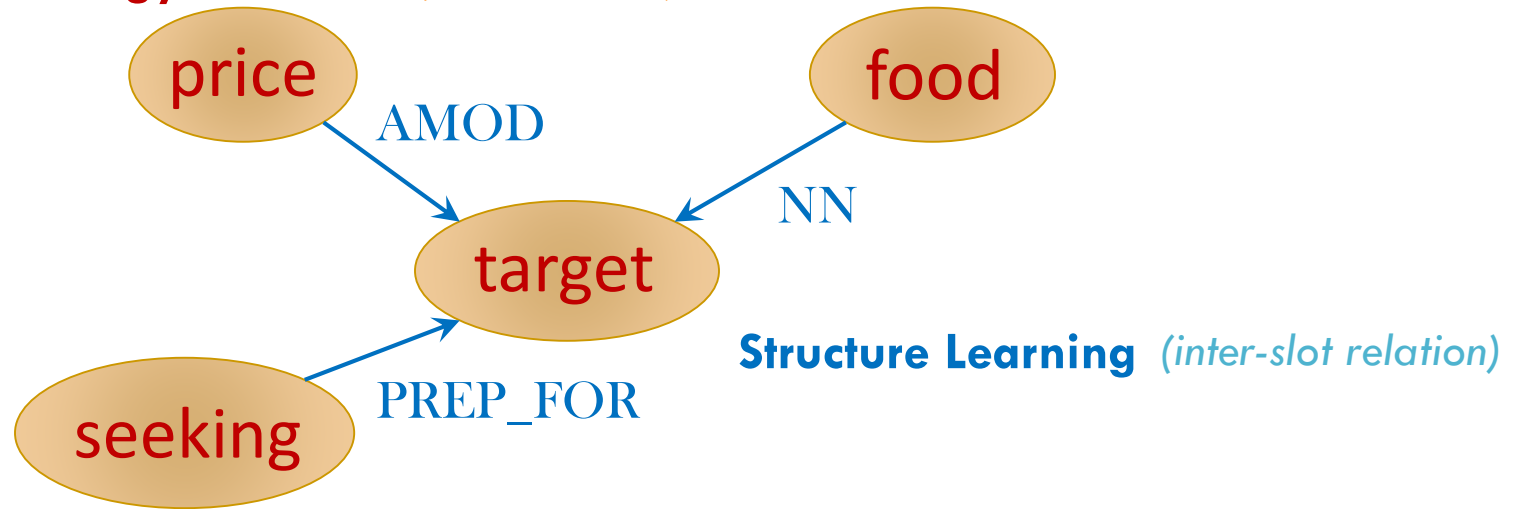 price
food
AMOD
NN
target
Structure Learning (inter-slot relation)
PREP_FOR
seeking